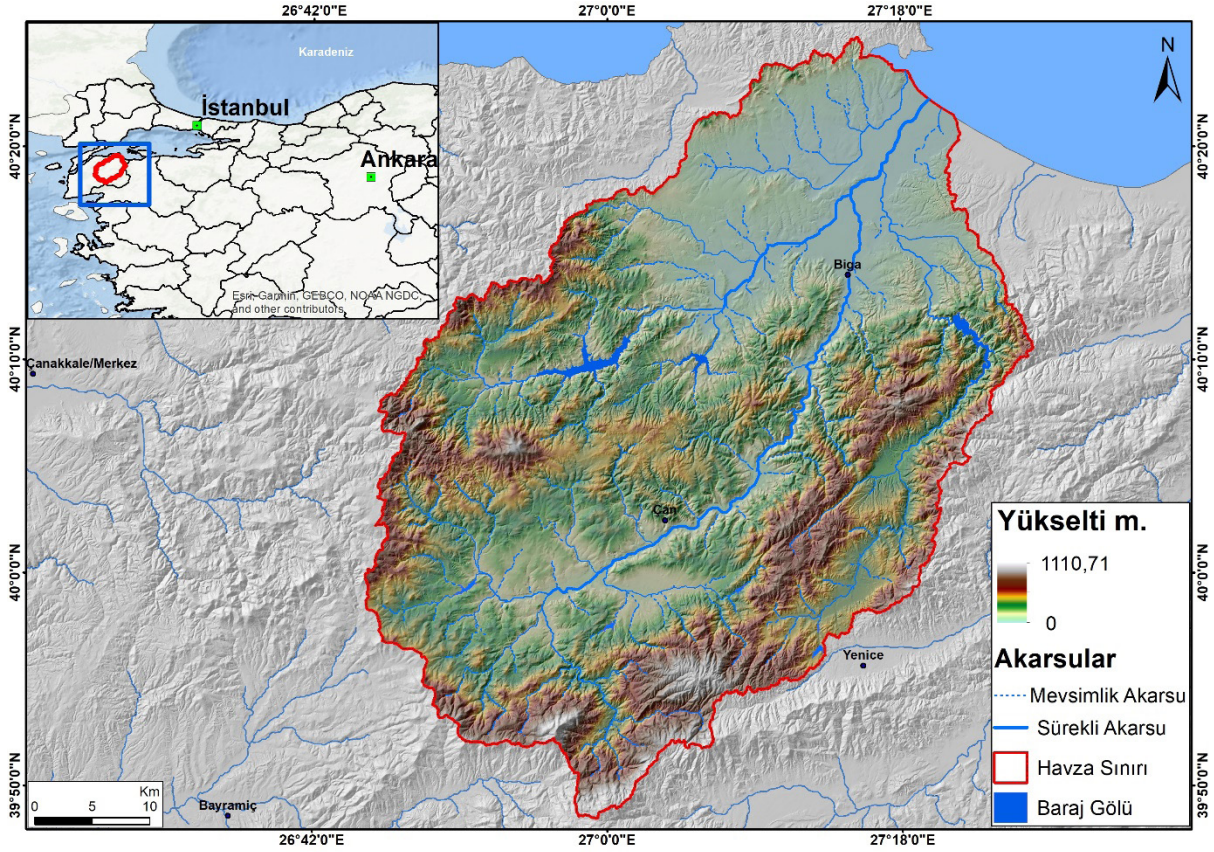 26°42'0"E
27°0'0"E
27°18'0"E
Karadeniz
İstanbul
Ankara
Esri, Garmin, GEBCO, NOAA NGDC,
and other contributors
N
40°20'0"N
40°20'0"N
Biga
40°10'0"N
Çanakkale/Merkez
40°10'0"N
Çan
40°0'0"N
40°0'0"N
Yenice
Bayramiç
39°50'0"N
39°50'0"N
Yükselti m.
1110,71
0
Akarsular
Mevsimlik Akarsu
Sürekli Akarsu
Havza Sınırı
Baraj Gölü
Km
0 5 10
26°42'0"E
27°0'0"E
27°18'0"E